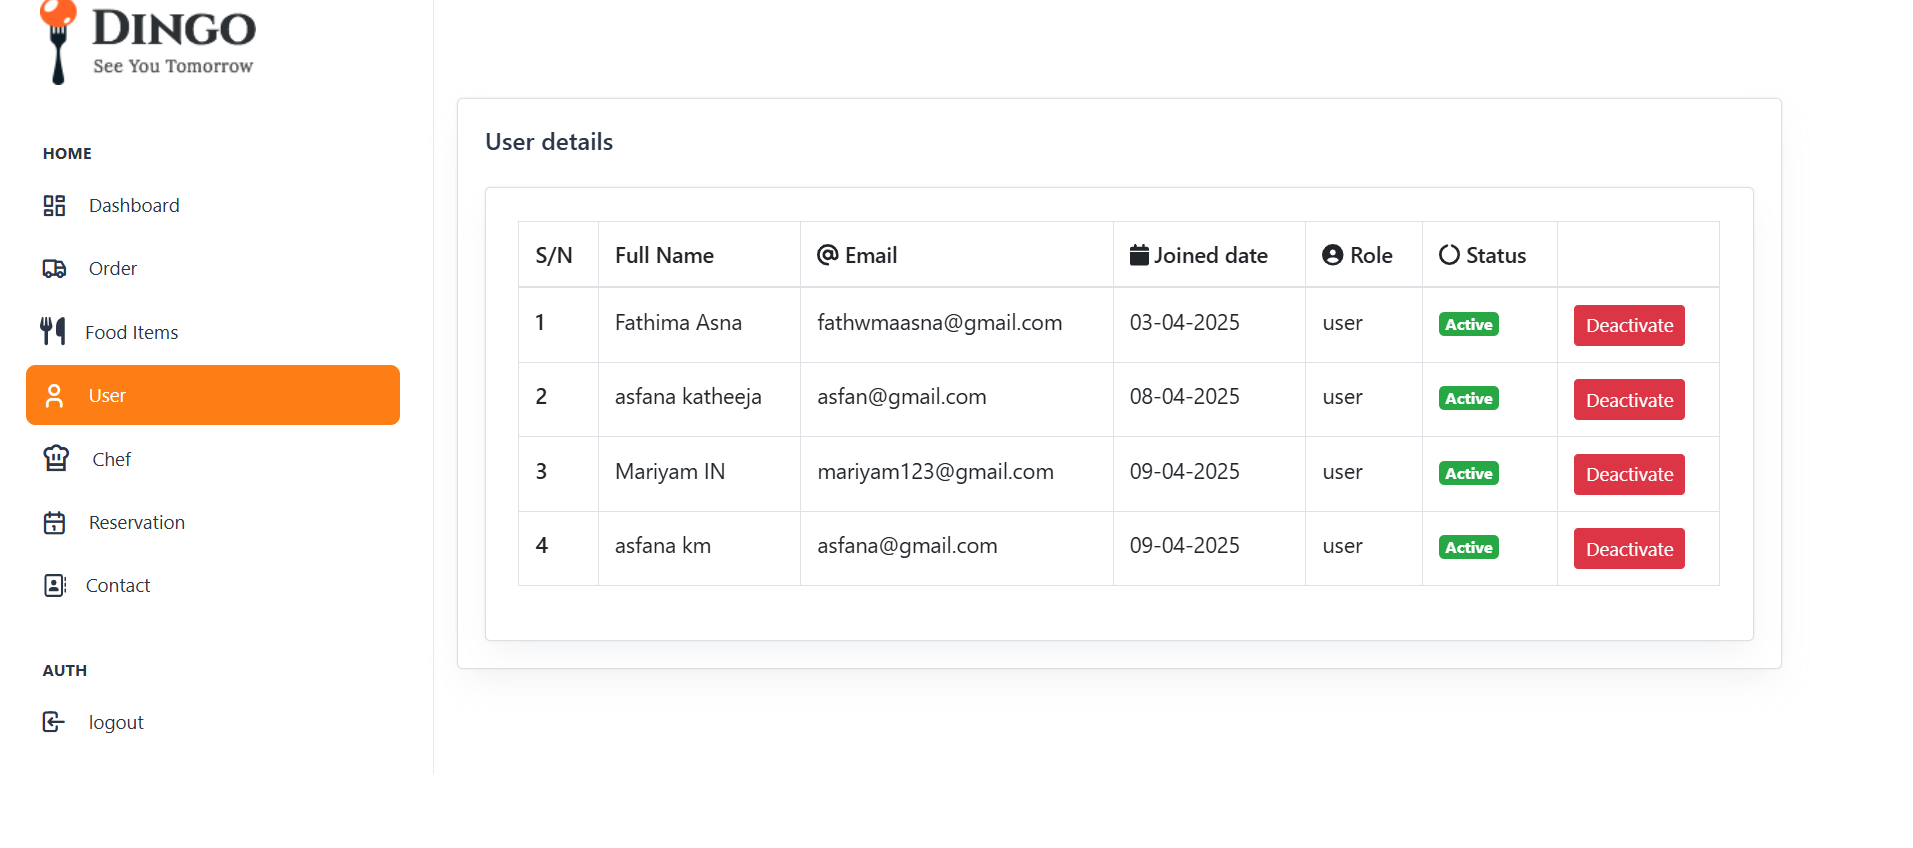 DINGO
See You Tomorrow
HOME
Dashboard
Order
Food Items
User
Chef
Reservation
Contact
AUTH
logout
User details
S/N Full Name Email Joined date Role Status
1 Fathima Asna fathwmaasna@gmail.com 03-04-2025 user Active Deactivate
2 asfana katheeja asfan@gmail.com 08-04-2025 user Active Deactivate
3 Mariyam IN mariyam123@gmail.com 09-04-2025 user Active Deactivate
4 asfana km asfana@gmail.com 09-04-2025 user Active Deactivate